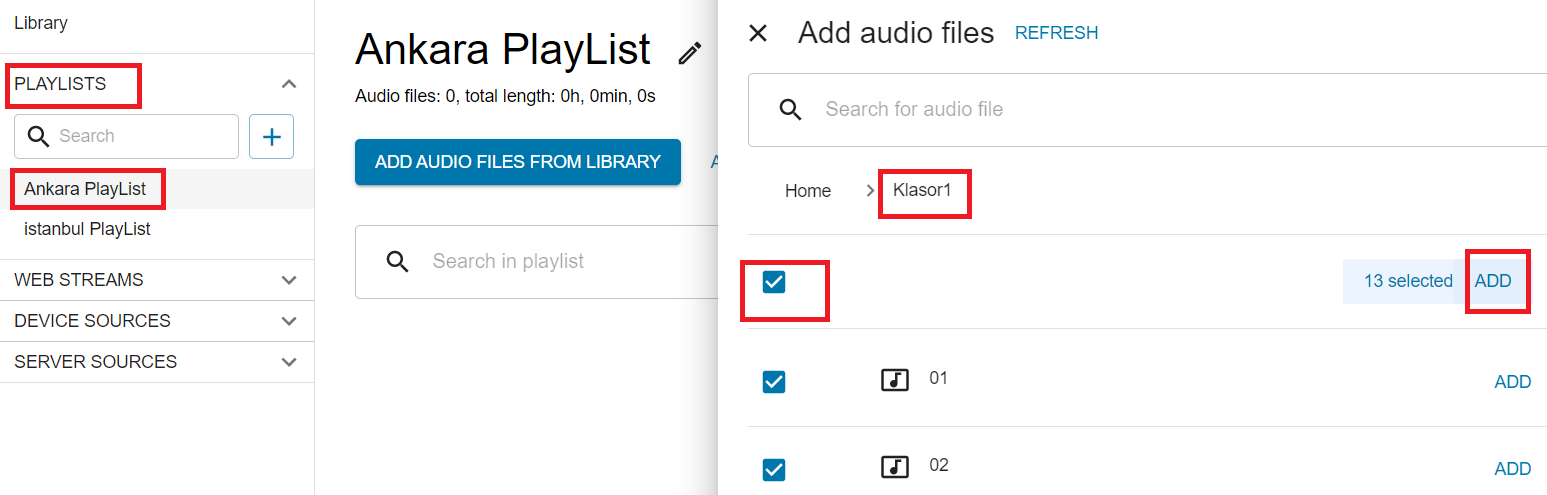 Library
PLAYLISTS
Search
Ankara PlayList
istanbul PlayList
WEB STREAMS
DEVICE SOURCES
SERVER SOURCES
Ankara PlayList
Audio files: 0, total length: 0h, 0min, 0s
ADD AUDIO FILES FROM LIBRARY
Search in playlist
Add audio files REFRESH
Search for audio file
Home > Klasor1
13 selected ADD
01 ADD
02 ADD